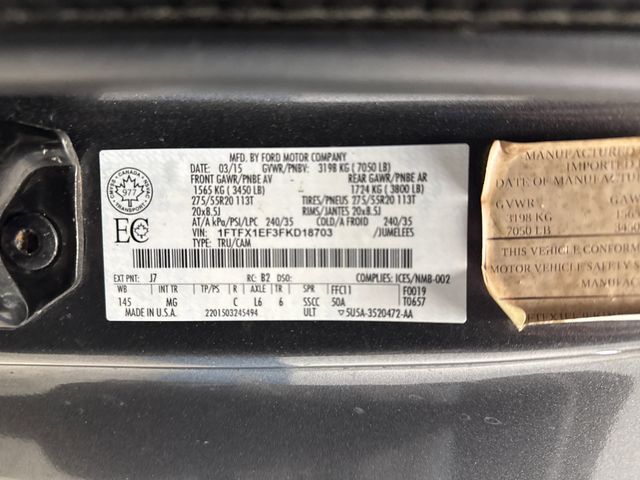 MFD. BY FORD MOTOR COMPANY
DATE: 03/15 GVWR/PNBV: 3198 KG (7050 LB)
FRONT GAWR/PNBE AV - REAR GAWR/PNBE AR
1565 KG (3450 LB) 1724 KG (3800 LB)
275/55R20 113T TIRES/PNEUS 275/55R20 113T
20x8.5J RIMS/JANTES 20x8.5J
AT/A kPa/PSI/LPC 240/35 COLD/A FROID 240/35
VIN: 1FTFX1EF3FKD18703 /JUMELEES
TYPE: TRU/CAM
CANADA
977
TRANSPORT
EC
EXT PNT: J7 RC: B2 DSO: COMPLIES: ICES/NMB-002
WB INT TR TP/PS R AXLE TR SPR FFC11 F0019
145 MG C L6 6 SSCC 50A T0657
MADE IN U.S.A. 2201503245494 ULT ▽5U5A-3520472-AA
MANUFACTURED
IMPORTED
DATE OF MANUFACTURE
GVWR
3198 KG
7050 LB
THIS VEHICLE CONFORM
MOTOR VEHICLE SAFETY
MANUFAC